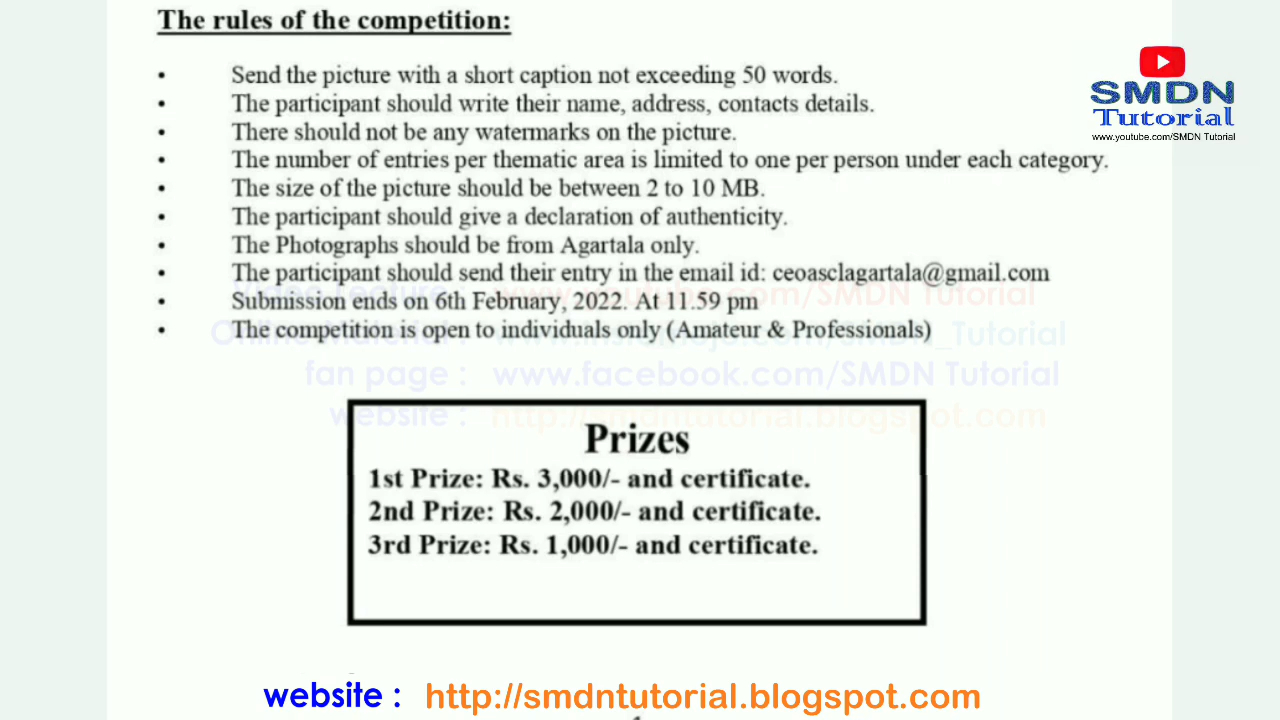 The rules of the competition:
• Send the picture with a short caption not exceeding 50 words.
• The participant should write their name, address, contacts details.
• There should not be any watermarks on the picture.
• The number of entries per thematic area is limited to one per person under each category.
• The size of the picture should be between 2 to 10 MB.
• The participant should give a declaration of authenticity.
• The Photographs should be from Agartala only.
• The participant should send their entry in the email id: ceoasclagartala@gmail.com
• Submission ends on 6th February, 2022. At 11.59 pm
• The competition is open to individuals only (Amateur & Professionals)
SMDN
Tutorial
www.youtube.com/SMDN Tutorial
fan page : www.facebook.com/SMDN Tutorial
website : http://smdntutorial.blogspot.com
Prizes
1st Prize: Rs. 3,000/- and certificate.
2nd Prize: Rs. 2,000/- and certificate.
3rd Prize: Rs. 1,000/- and certificate.
website : http://smdntutorial.blogspot.com